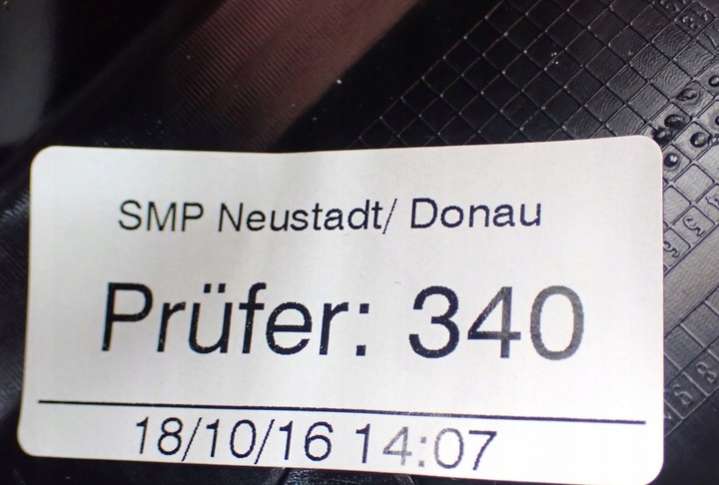 SMP Neustadt/ Donau
Prüfer: 340
18/10/16 14:07